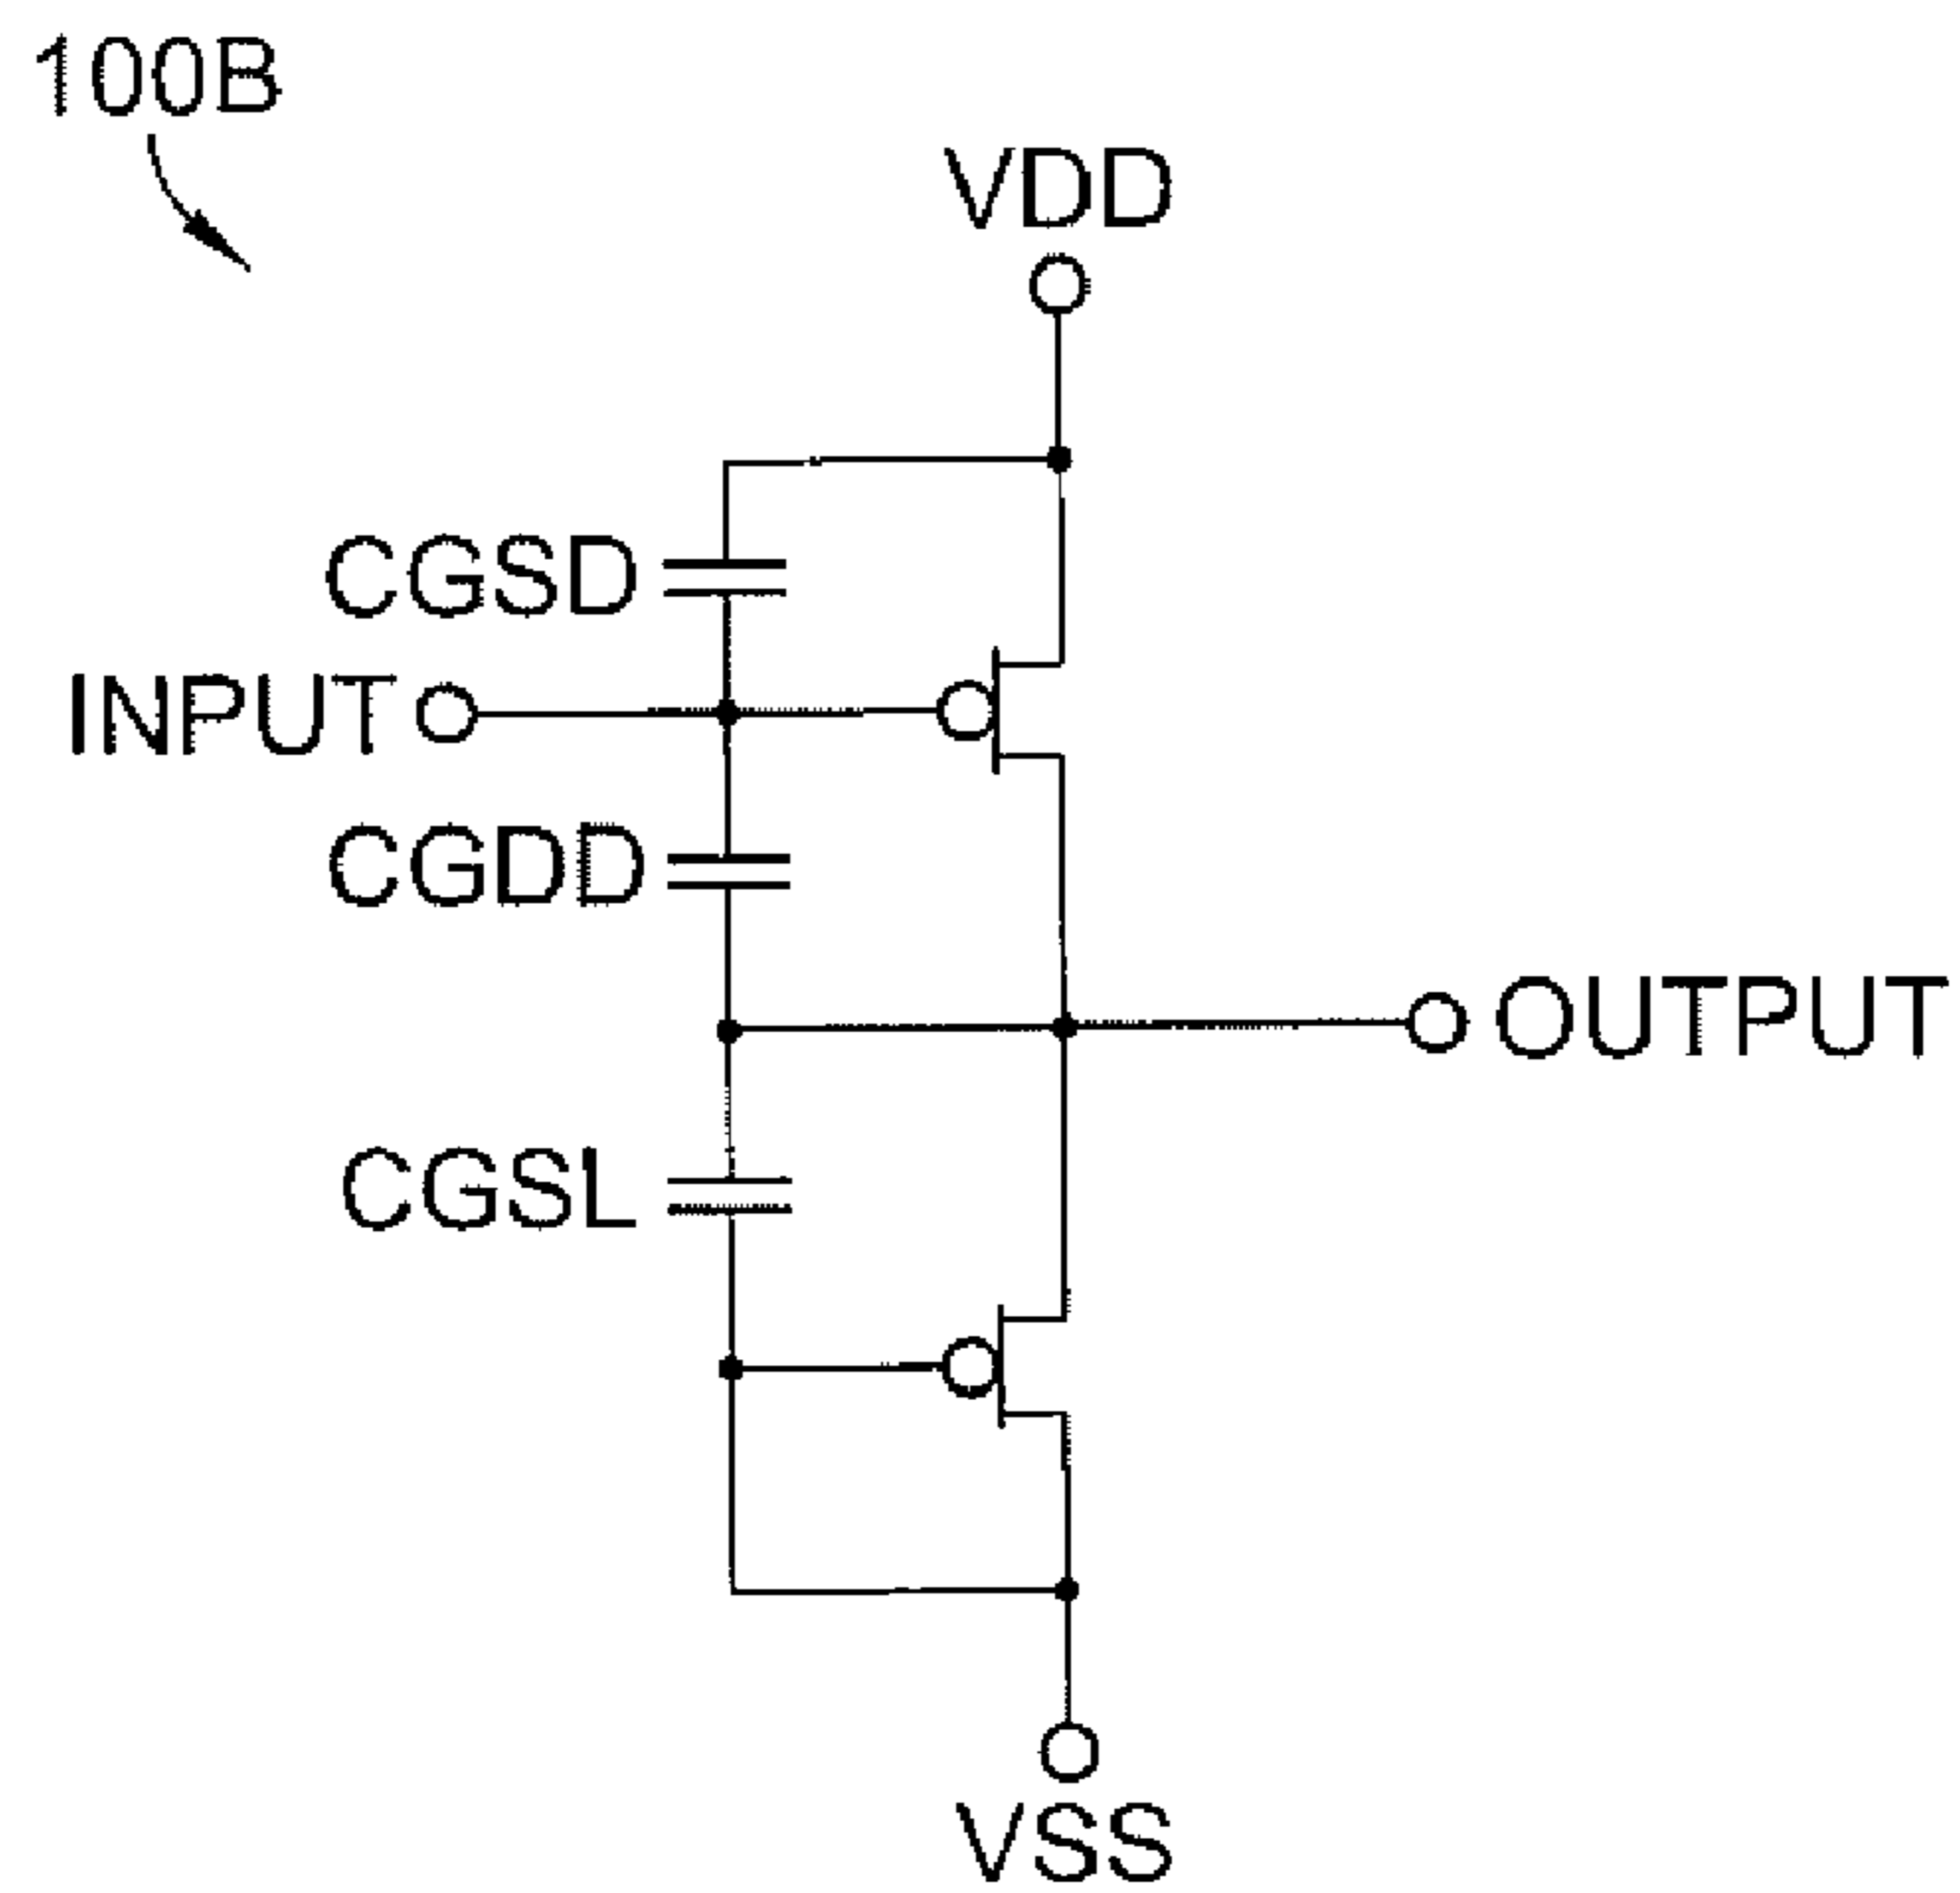 100B
VDD
CGSD
INPUT
CGDD
OUTPUT
CGSL
VSS